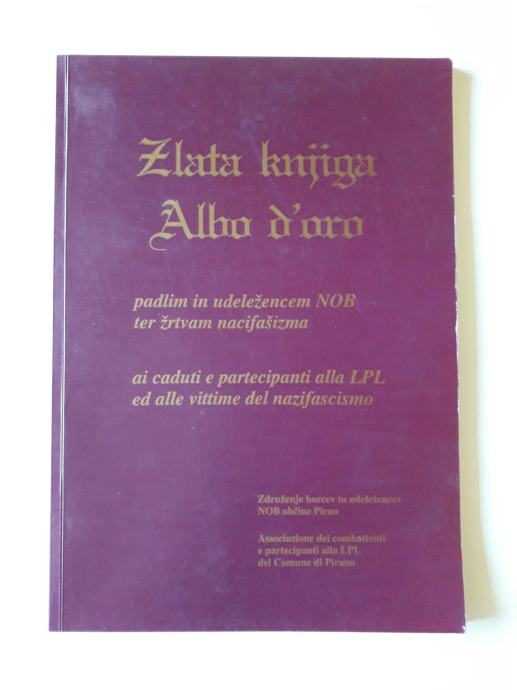 Zlata knjiga
Albo d'oro
padlim in udeležencem NOB
ter žrtvam nacifašizma
ai caduti e partecipanti alla LPL
ed alle vittime del nazifascismo
Združenje borcev in udeležencev
NOB občine Piran
Associazione dei combattenti
e partecipanti alla LPL
del Comune di Pirano